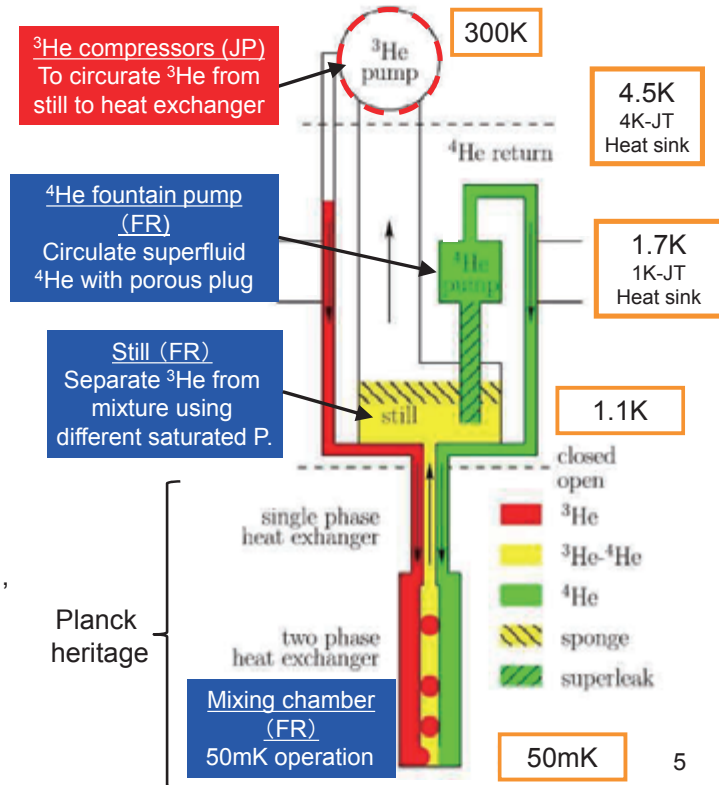 ³He compressors (JP)
To circurate ³He from
still to heat exchanger
³He
pump
300K
4.5K
4K-JT
Heat sink
⁴He return
⁴He fountain pump
(FR)
Circulate superfluid
⁴He with porous plug
⁴He
pump
1.7K
1K-JT
Heat sink
Still (FR)
Separate ³He from
mixture using
different saturated P.
still
1.1K
closed
open
single phase
heat exhanger
³He
³He-⁴He
⁴He
sponge
superleak
,
Planck
heritage
two phase
heat exhanger
Mixing chamber
(FR)
50mK operation
50mK
5